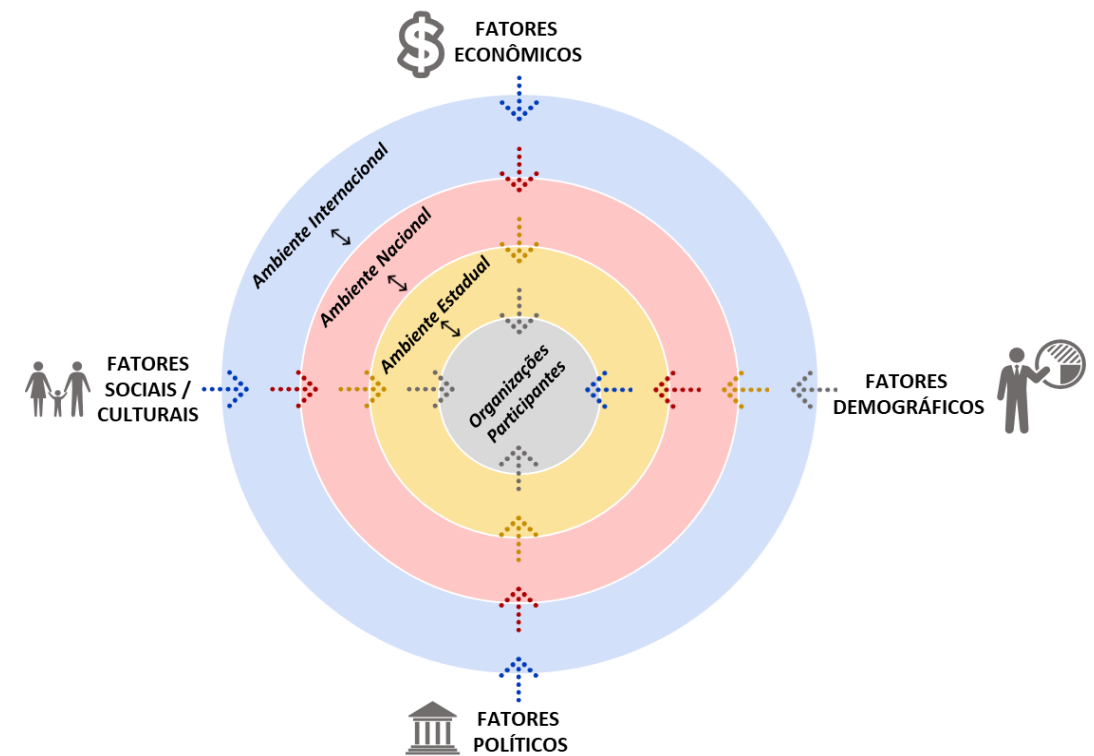 FATORES
ECONÔMICOS
Ambiente Internacional
Ambiente Nacional
Ambiente Estadual
FATORES
SOCIAIS /
CULTURAIS
Organizações
Participantes
FATORES
DEMOGRÁFICOS
FATORES
POLÍTICOS